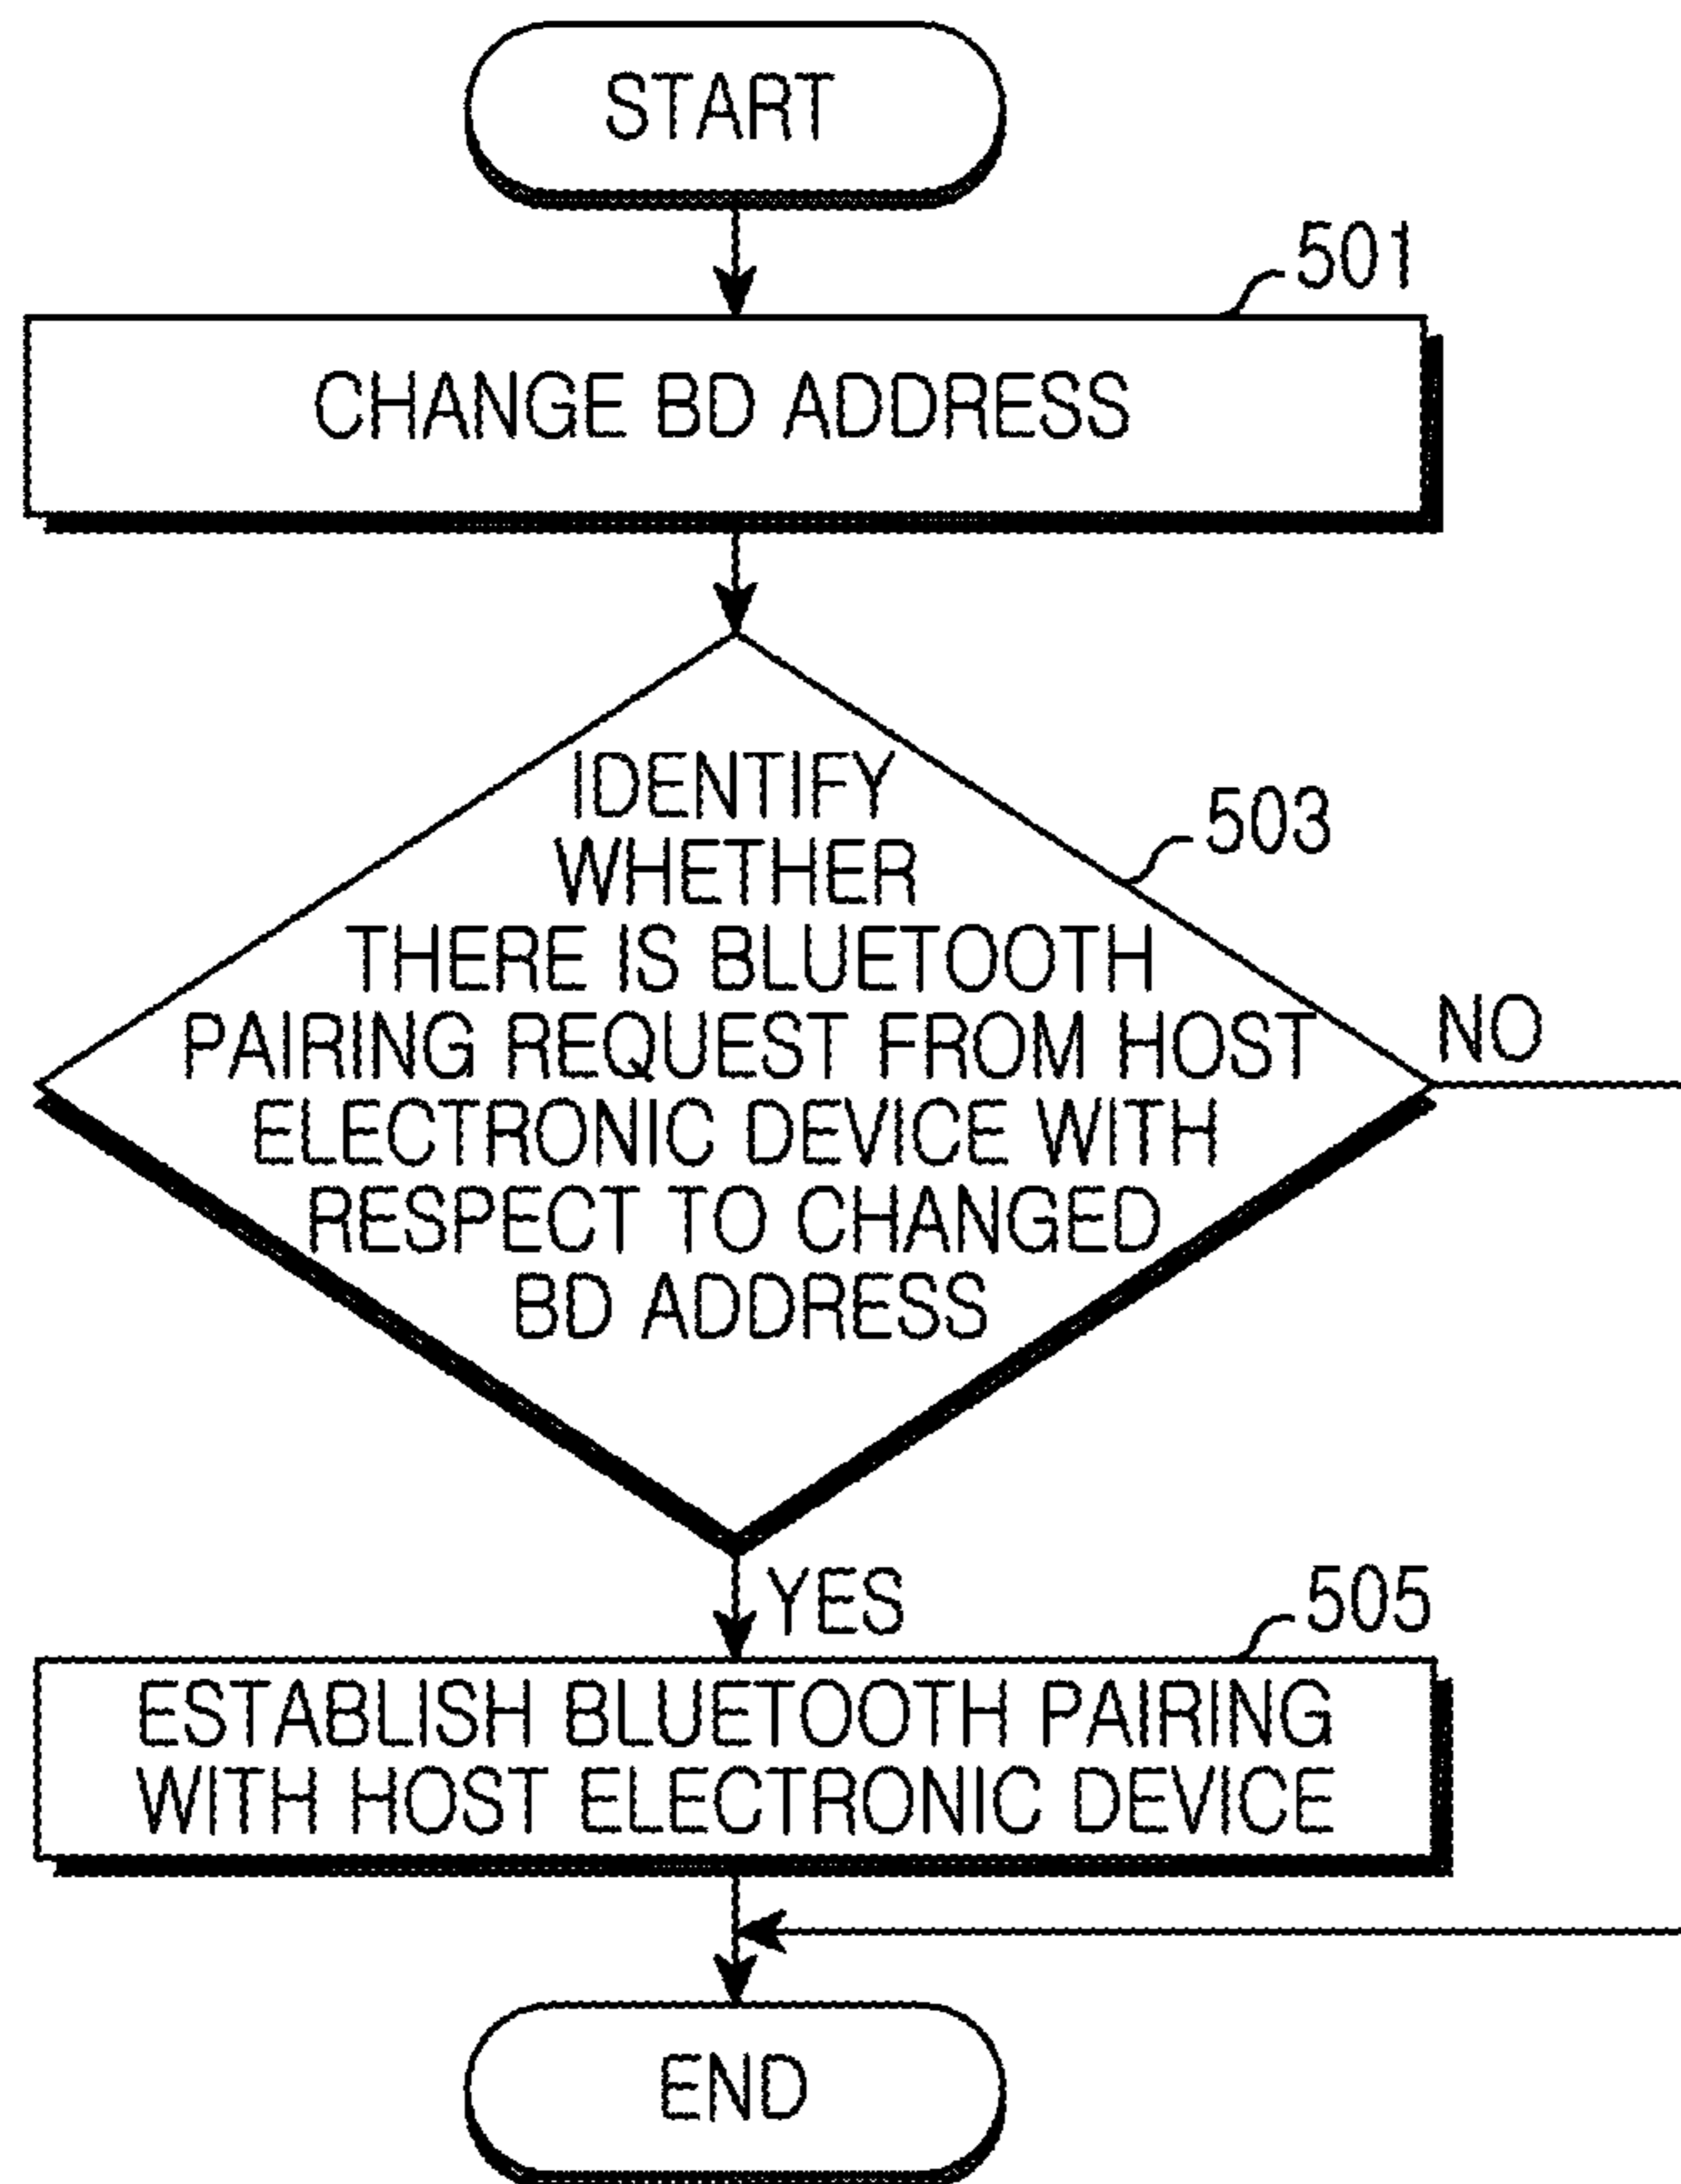 START
501
CHANGE BD ADDRESS
IDENTIFY
WHETHER
503
THERE IS BLUETOOTH
PAIRING REQUEST FROM HOST
NO
ELECTRONIC DEVICE WITH
RESPECT TO CHANGED
BD ADDRESS
YES
505
ESTABLISH BLUETOOTH PAIRING
WITH HOST ELECTRONIC DEVICE
END